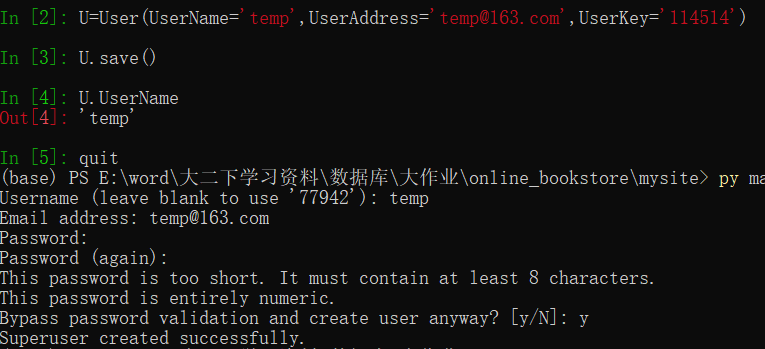 In [2]: U=User(UserName='temp',UserAddress='temp@163.com',UserKey='114514')
In [3]: U.save()
In [4]: U.UserName
Out[4]: 'temp'
In [5]: quit
(base) PS E:\word\大二下学习资料\数据库\大作业\online_bookstore\mysite> py ma
Username (leave blank to use '77942'): temp
Email address: temp@163.com
Password:
Password (again):
This password is too short. It must contain at least 8 characters.
This password is entirely numeric.
Bypass password validation and create user anyway? [y/N]: y
Superuser created successfully.